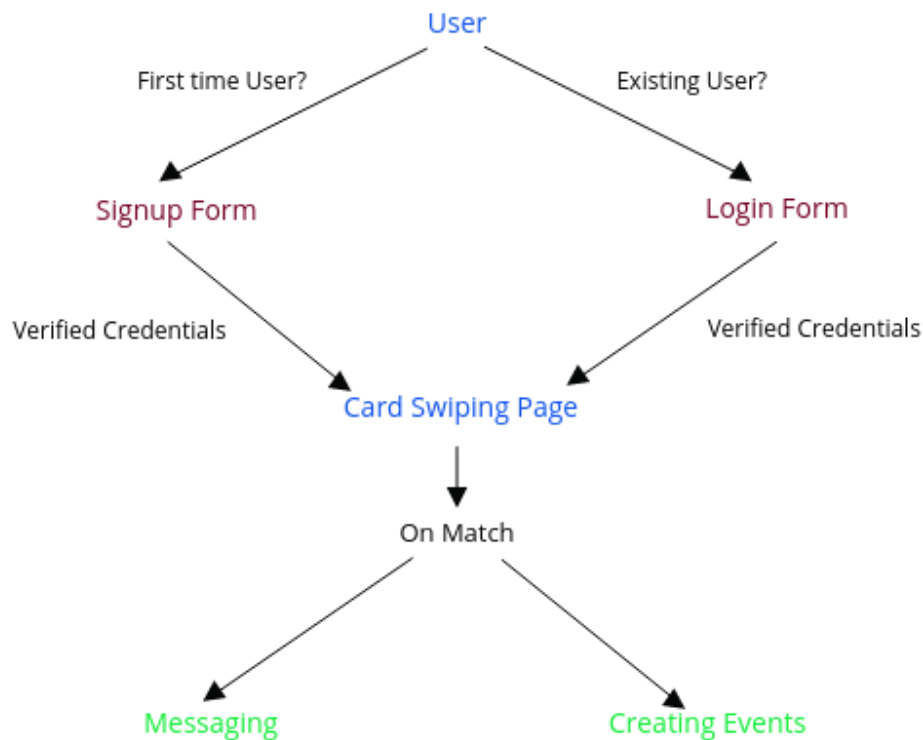 User
First time User?
Existing User?
Signup Form
Login Form
Verified Credentials
Verified Credentials
Card Swiping Page
On Match
Messaging
Creating Events